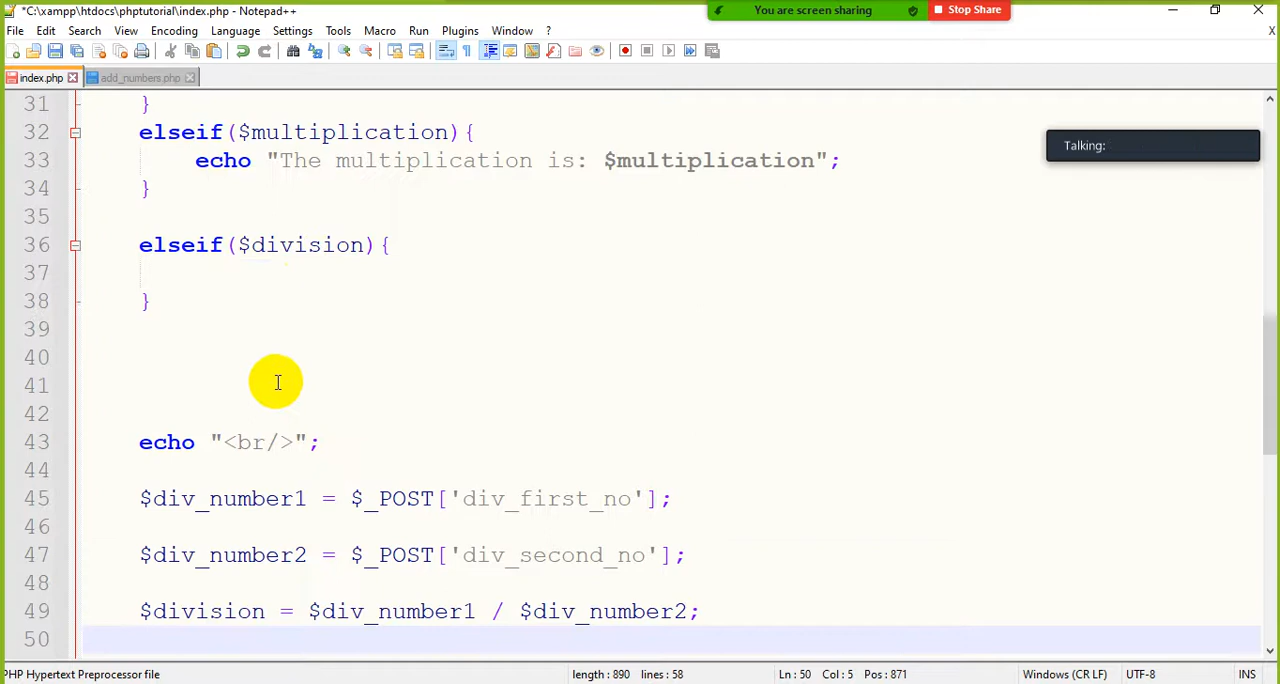 *C:\xampp\htdocs\phptutorial\index.php - Notepad++
You are screen sharing
Stop Share
File Edit Search View Encoding Language Settings Tools Macro Run Plugins Window ? X
index.php add_numbers.php
Talking:
31 }
32 elseif($multiplication){
33 echo "The multiplication is: $multiplication";
34 }
35
36 elseif($division){
37
38 }
39
40
41
42
43 echo "<br/>";
44
45 $div_number1 = $_POST['div_first_no'];
46
47 $div_number2 = $_POST['div_second_no'];
48
49 $division = $div_number1 / $div_number2;
50
PHP Hypertext Preprocessor file length : 890 lines : 58 Ln : 50 Col : 5 Pos : 871 Windows (CR LF) UTF-8 INS